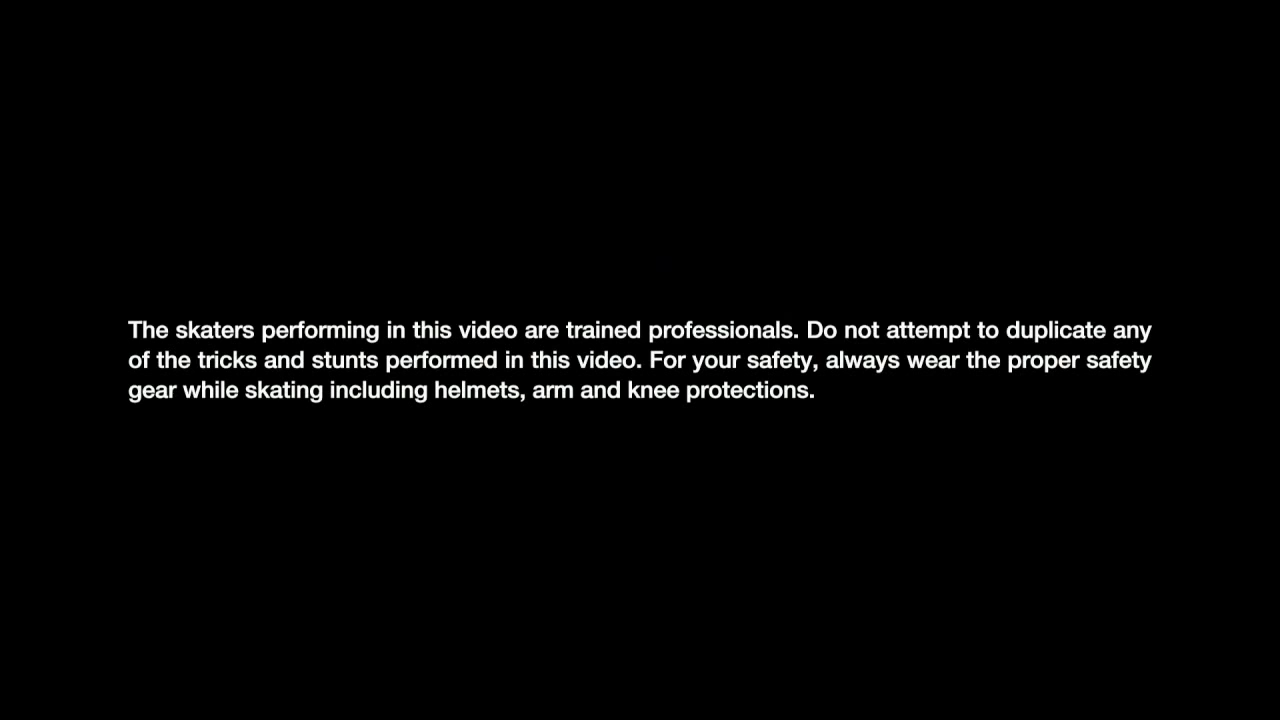 The skaters performing in this video are trained professionals. Do not attempt to duplicate any
of the tricks and stunts performed in this video. For your safety, always wear the proper safety
gear while skating including helmets, arm and knee protections.